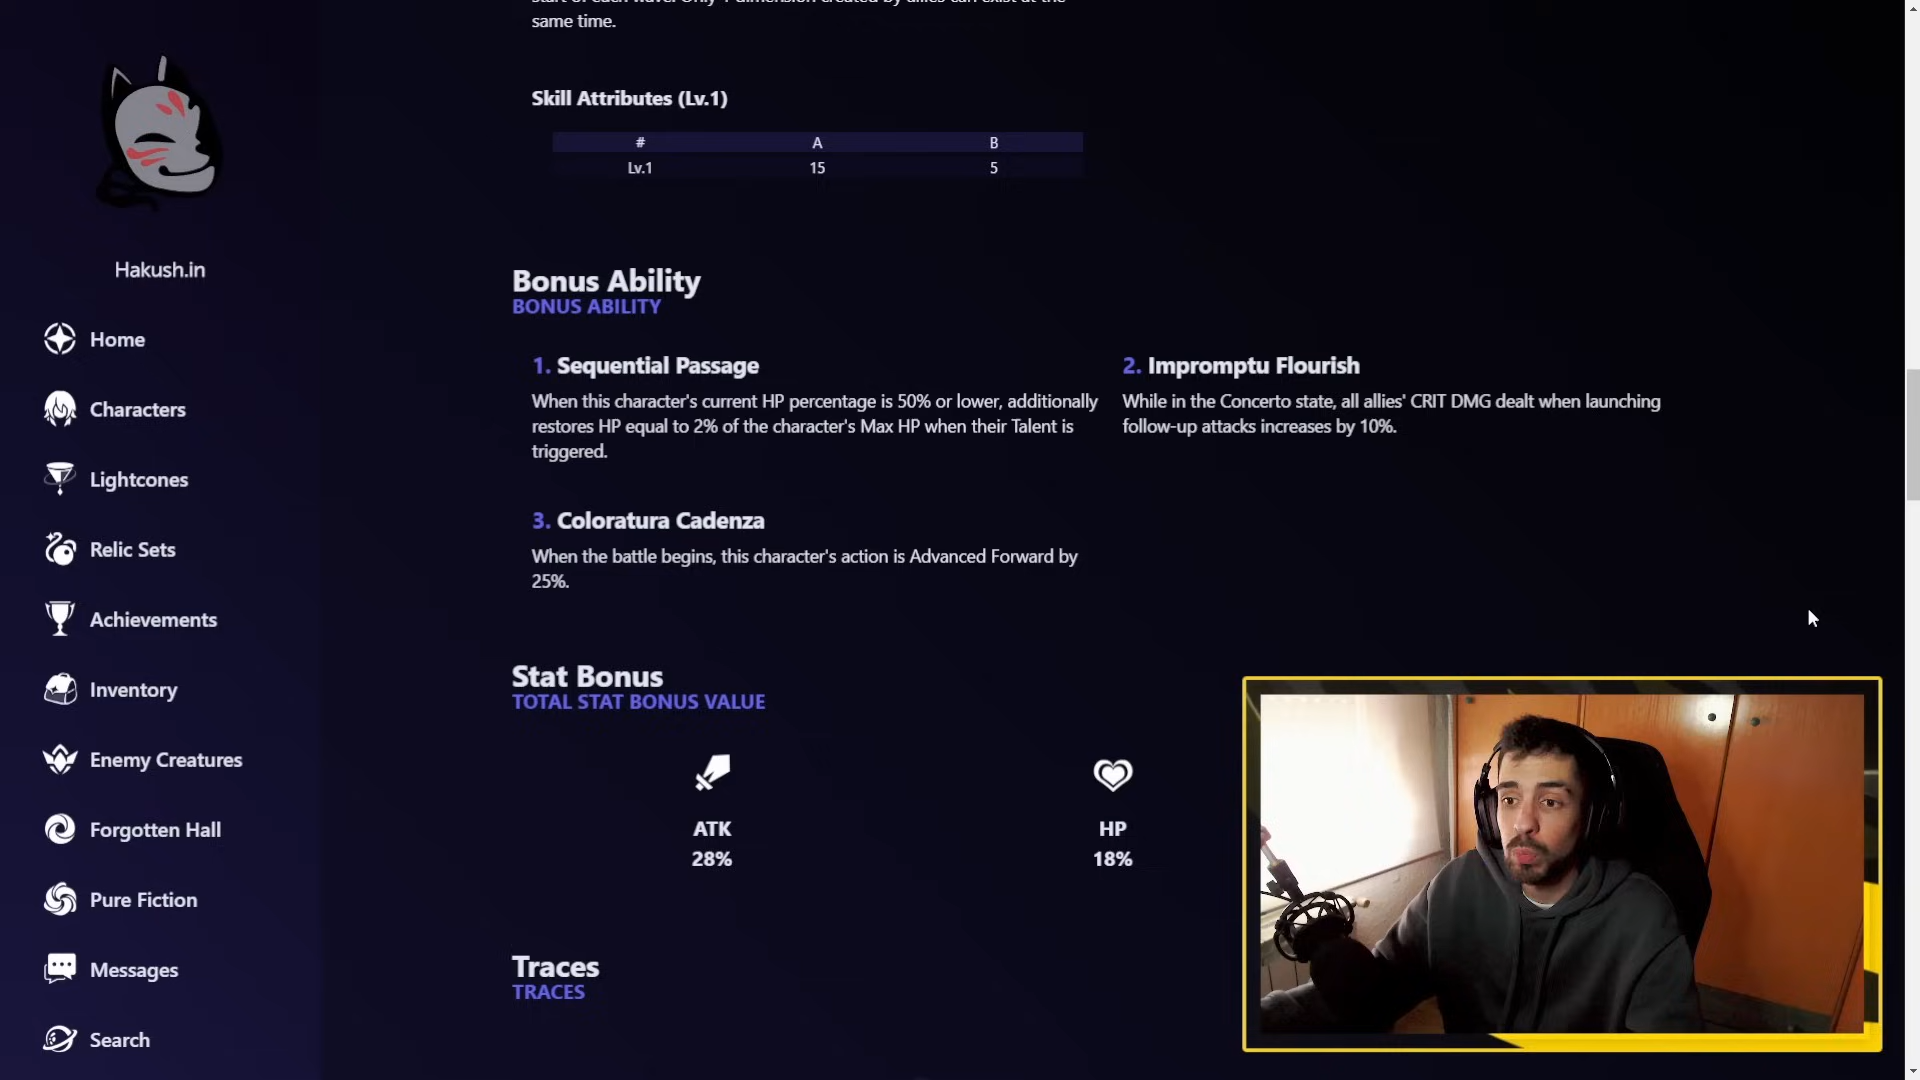 same time.
Skill Attributes (Lv.1)
# A B
Lv.1 15 5
Hakush.in
Home
Characters
Lightcones
Relic Sets
Achievements
Inventory
Enemy Creatures
Forgotten Hall
Pure Fiction
Messages
Search
Bonus Ability
BONUS ABILITY
1. Sequential Passage
When this character's current HP percentage is 50% or lower, additionally
restores HP equal to 2% of the character's Max HP when their Talent is
triggered.
2. Impromptu Flourish
While in the Concerto state, all allies' CRIT DMG dealt when launching
follow-up attacks increases by 10%.
3. Coloratura Cadenza
When the battle begins, this character's action is Advanced Forward by
25%.
Stat Bonus
TOTAL STAT BONUS VALUE
ATK
28%
HP
18%
Traces
TRACES